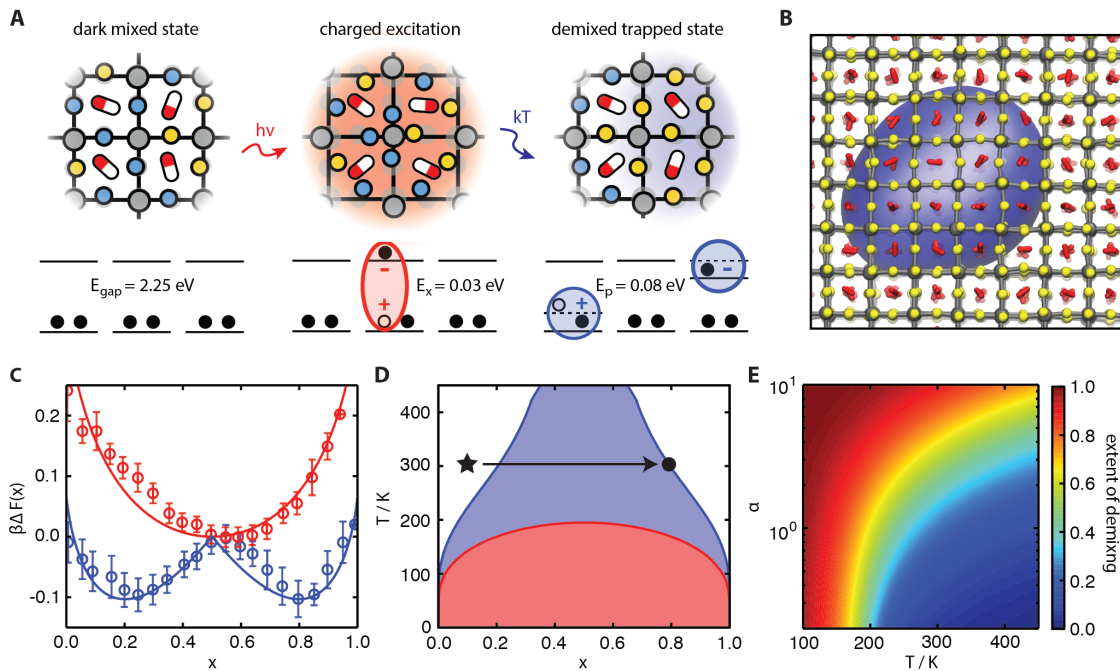 A
dark mixed state
charged excitation
demixed trapped state
B
hν
kT
−
+
+
−
E_gap = 2.25 eV
E_x = 0.03 eV
E_p = 0.08 eV
C
D
E
βΔF(x)
0.2
0.1
0.0
-0.1
0.0 0.2 0.4 0.6 0.8 1.0
x
T / K
400
300
200
100
0
0.0 0.2 0.4 0.6 0.8 1.0
x
α
10^1
10^0
100 200 300 400
T / K
1.0
0.8
0.6
0.4
0.2
0.0
extent of demixng